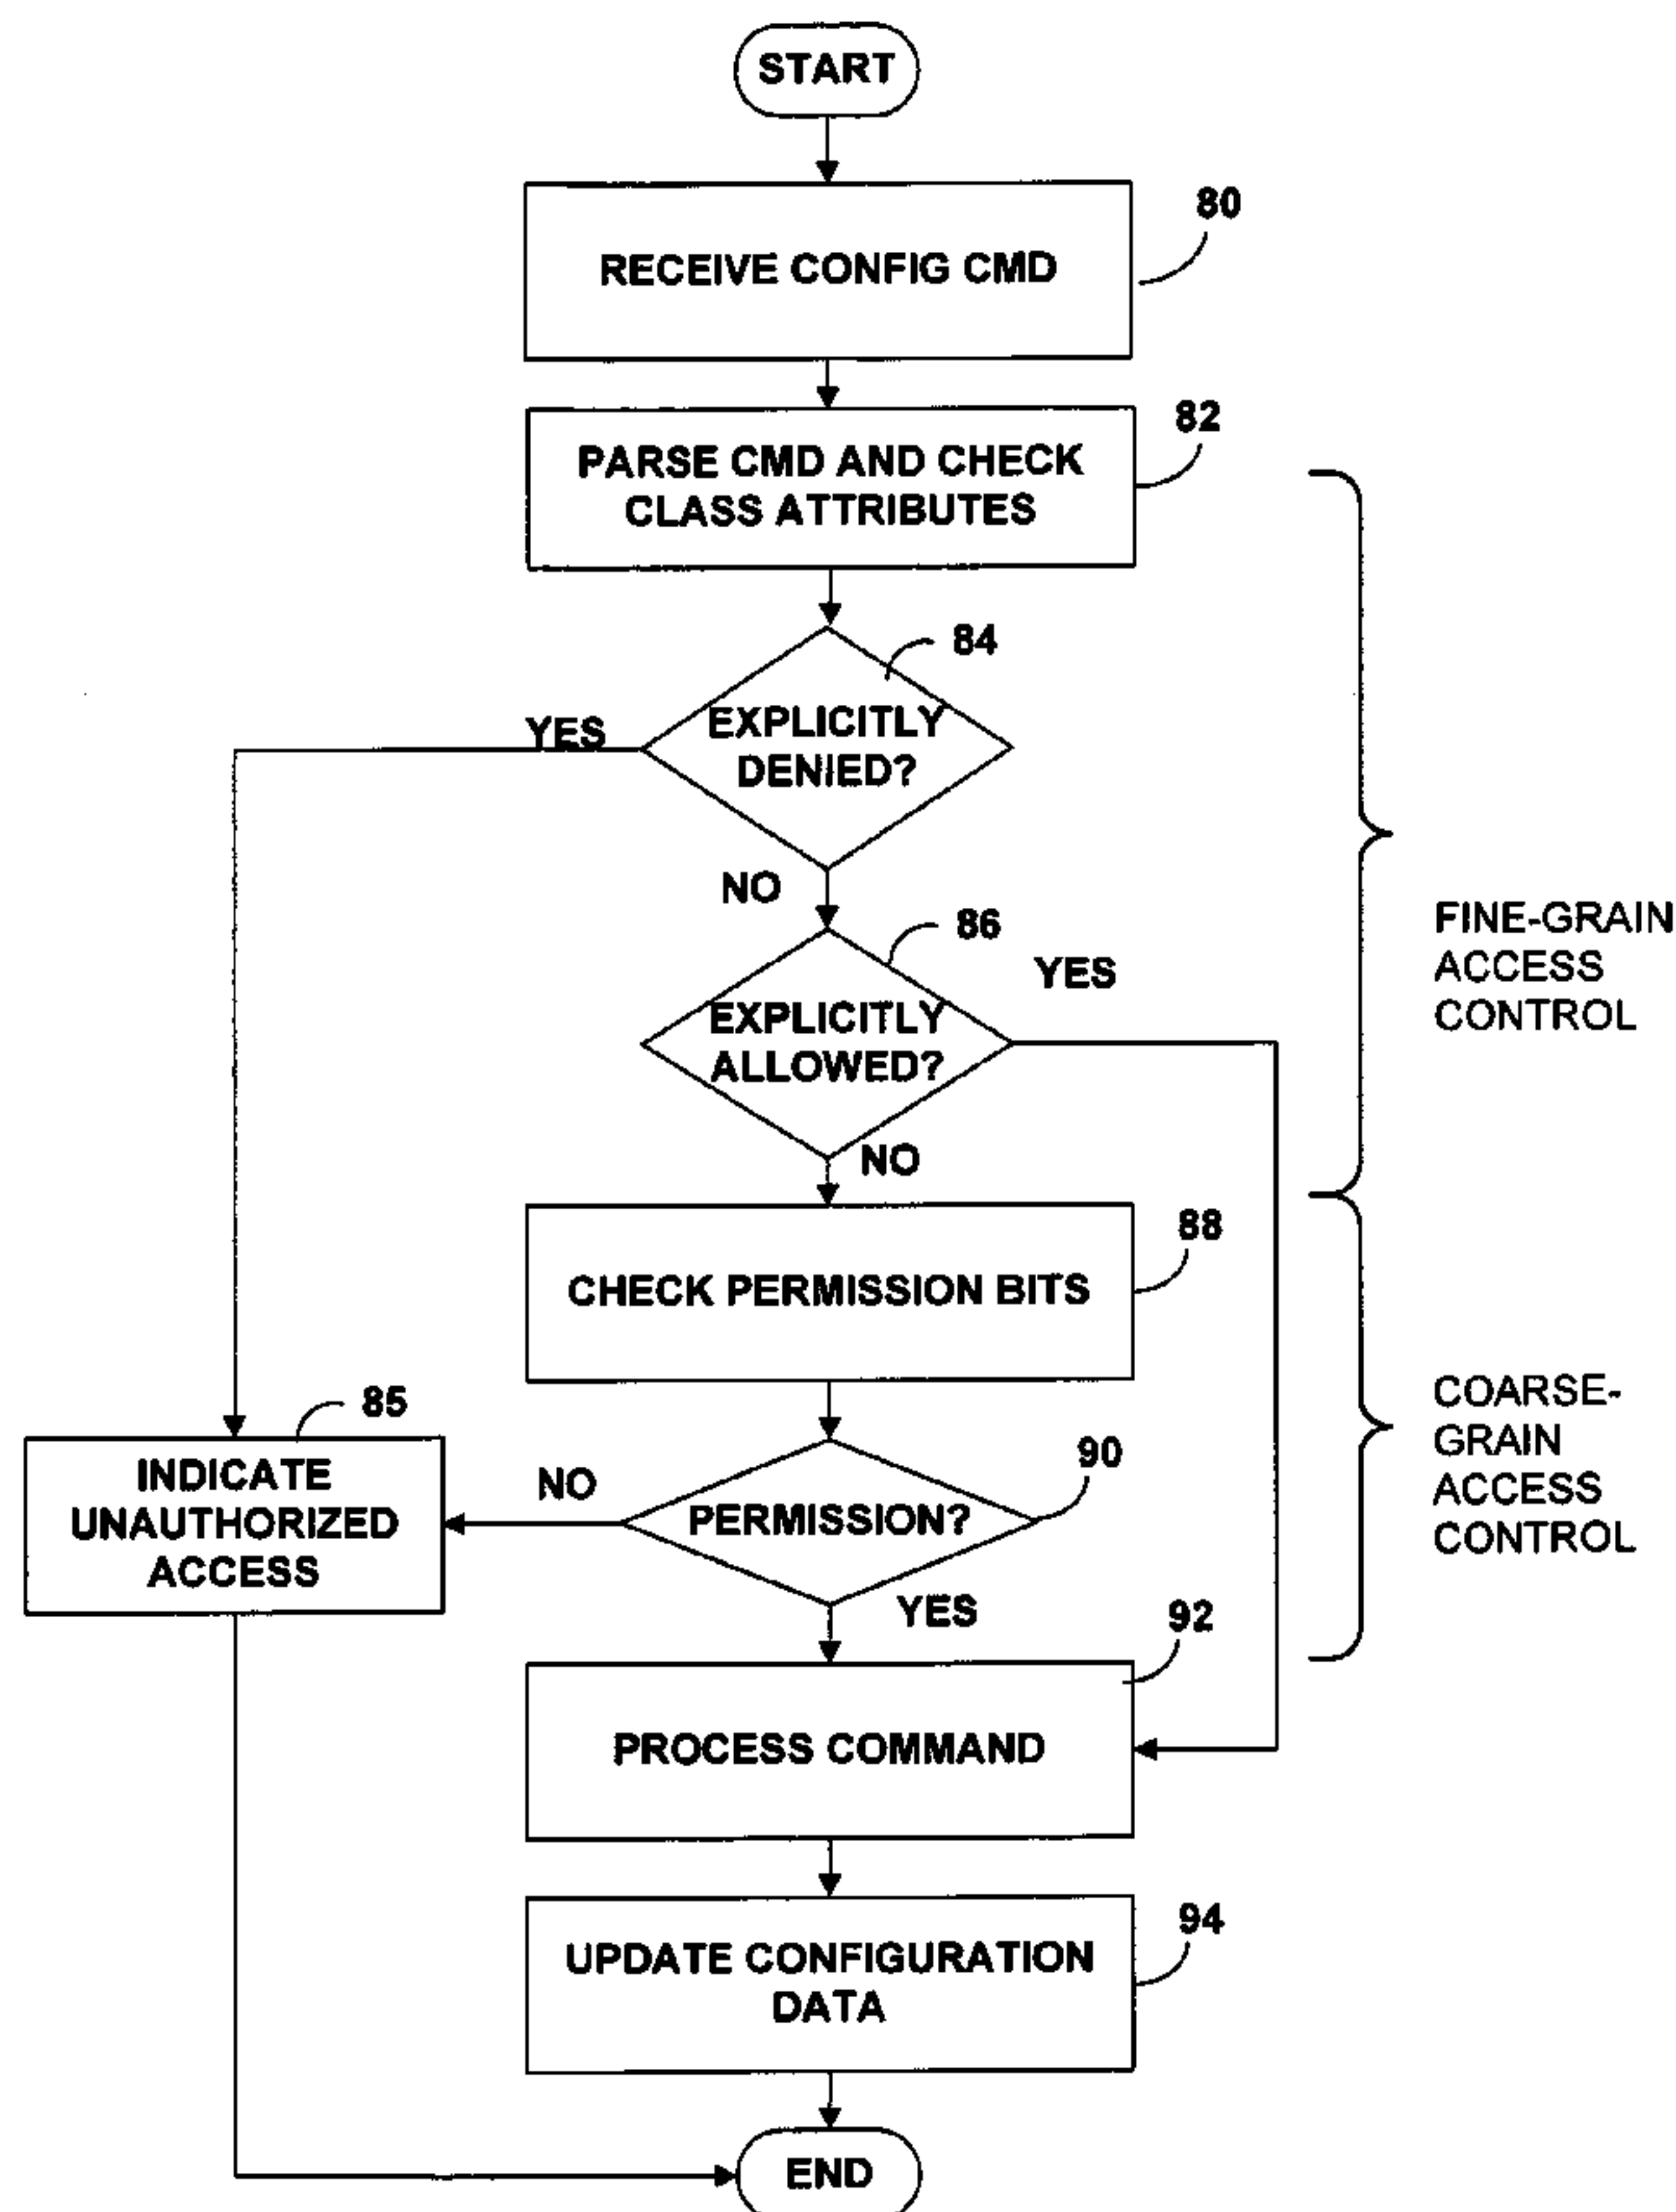 START
RECEIVE CONFIG CMD
80
PARSE CMD AND CHECK
CLASS ATTRIBUTES
82
EXPLICITLY
DENIED?
84
YES
NO
EXPLICITLY
ALLOWED?
86
YES
NO
FINE-GRAIN
ACCESS
CONTROL
CHECK PERMISSION BITS
88
INDICATE
UNAUTHORIZED
ACCESS
85
NO
PERMISSION?
90
YES
COARSE-
GRAIN
ACCESS
CONTROL
PROCESS COMMAND
92
UPDATE CONFIGURATION
DATA
94
END